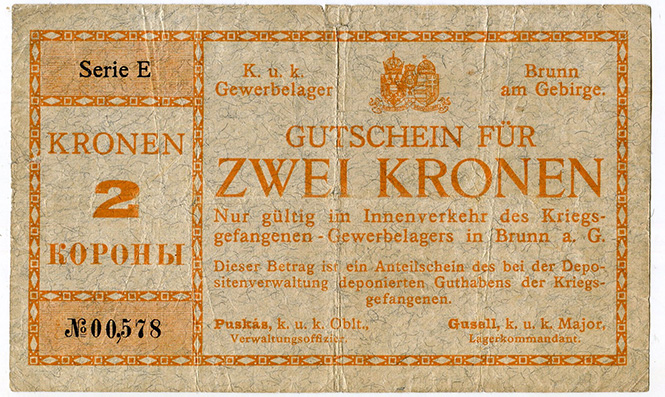 Serie E
KRONEN
2
КОРОНЫ
№00,578
K. u. k.
Gewerbelager
Brunn
am Gebirge.
GUTSCHEIN FÜR
ZWEI KRONEN
Nur gültig im Innenverkehr des Kriegs-
gefangenen-Gewerbelagers in Brunn a. G.
Dieser Betrag ist ein Anteilschein des bei der Depo-
sitenverwaltung deponierten Guthabens der Kriegs-
gefangenen.
Puskás, k. u. k. Oblt.,
Verwaltungsoffizier.
Gusell, k. u. k. Major,
Lagerkommandant.